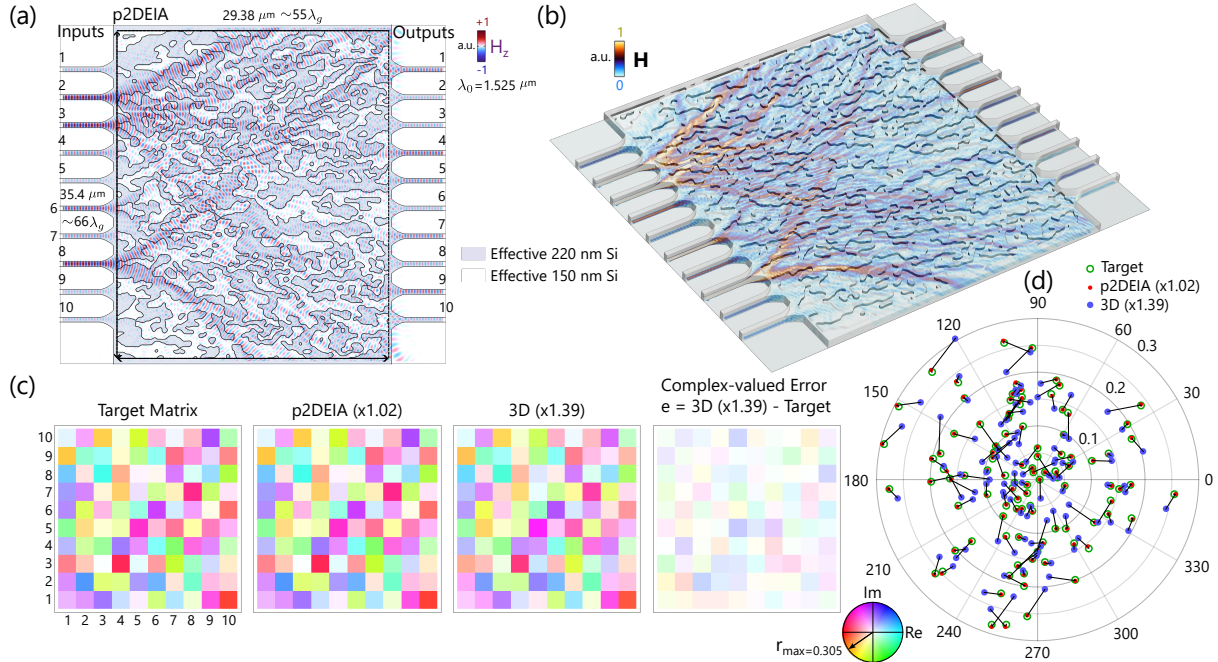 (a)
p2DEIA
29.38 μm ~55λg
Inputs
Outputs
1
2
3
4
5
35.4 μm
6
~66λg
7
8
9
10
1
2
3
4
5
6
7
8
9
10
+1
a.u.
Hz
-1
λ0=1.525 μm
Effective 220 nm Si
Effective 150 nm Si
(b)
1
a.u.
H
0
(c)
Target Matrix
p2DEIA (x1.02)
3D (x1.39)
Complex-valued Error
e = 3D (x1.39) - Target
10
9
8
7
6
5
4
3
2
1
1 2 3 4 5 6 7 8 9 10
Im
Re
rmax=0.305
(d)
Target
p2DEIA (x1.02)
3D (x1.39)
90
120
60
0.3
150
0.2
30
0.1
180
0
210
330
240
300
270